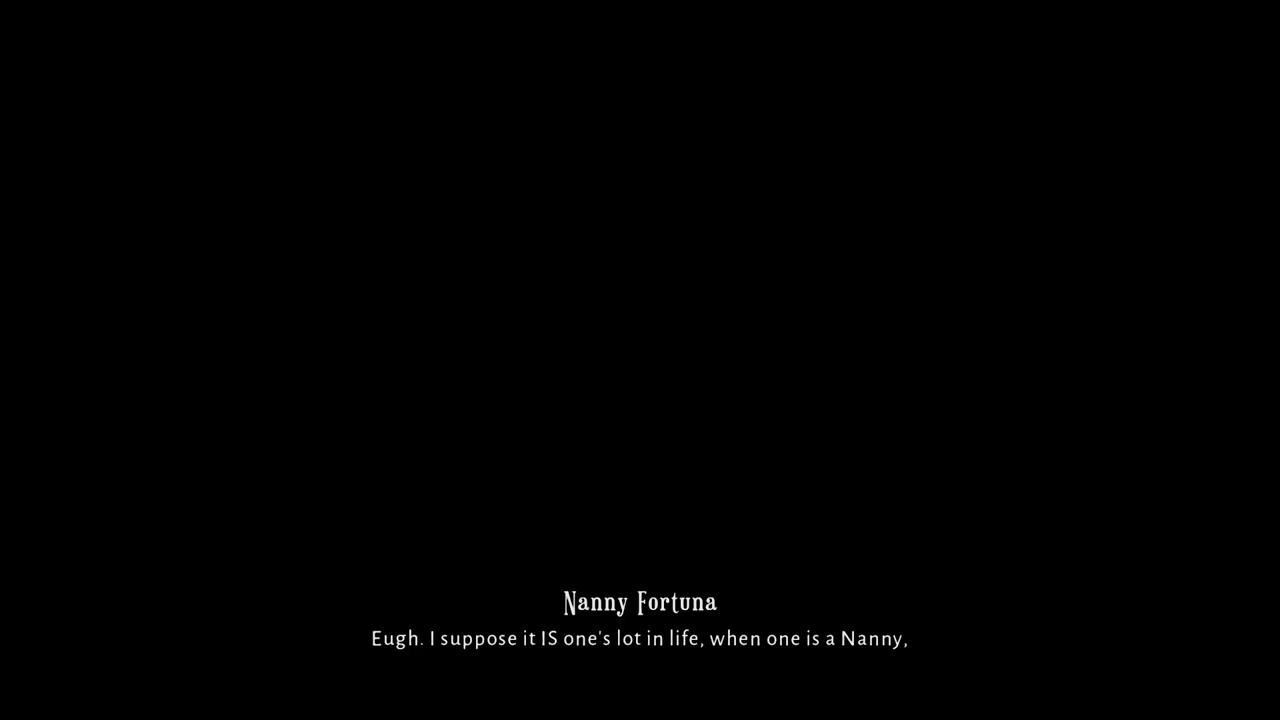 Nanny Fortuna
Eugh. I suppose it IS one's lot in life, when one is a Nanny,